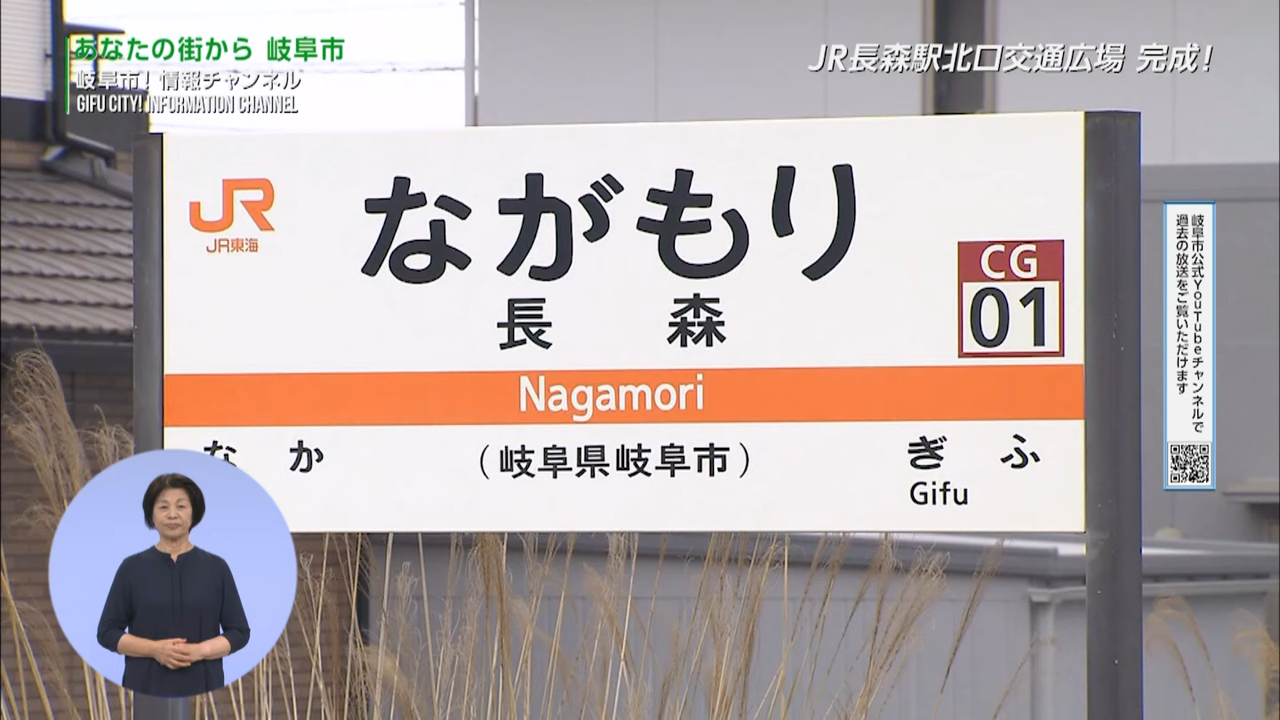 あなたの街から 岐阜市
岐阜市！情報チャンネル
GIFU CITY! INFORMATION CHANNEL
JR長森駅北口交通広場 完成！
JR
JR東海
ながもり
長森
CG
01
Nagamori
なか
（岐阜県岐阜市）
ぎふ
Gifu
岐阜市公式YouTubeチャンネルで
過去の放送をご覧いただけます